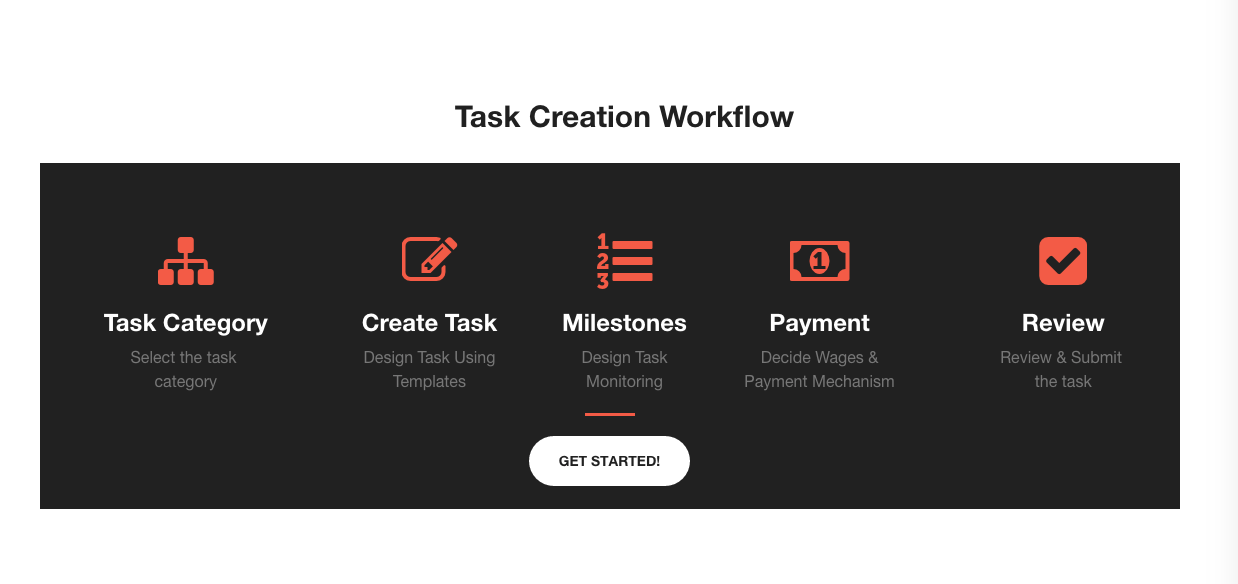 Task Creation Workflow
1
2
3
1
Task Category
Create Task
Milestones
Payment
Review
Select the task
category
Design Task Using
Templates
Design Task
Monitoring
Decide Wages &
Payment Mechanism
Review & Submit
the task
GET STARTED!